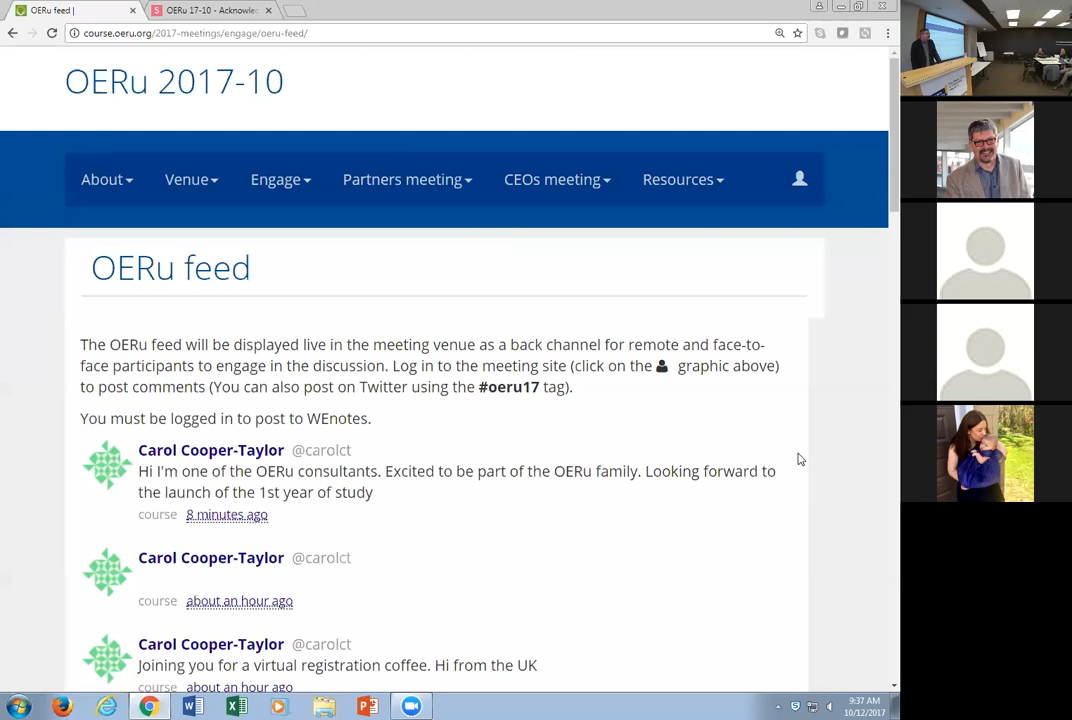 OERu feed |
OERu 17-10 - Acknowlec
course.oeru.org/2017-meetings/engage/oeru-feed/
OERu 2017-10
About
Venue
Engage
Partners meeting
CEOs meeting
Resources
OERu feed
The OERu feed will be displayed live in the meeting venue as a back channel for remote and face-to-
face participants to engage in the discussion. Log in to the meeting site (click on the graphic above)
to post comments (You can also post on Twitter using the #oeru17 tag).
You must be logged in to post to WEnotes.
Carol Cooper-Taylor @carolct
Hi I'm one of the OERu consultants. Excited to be part of the OERu family. Looking forward to
the launch of the 1st year of study
course 8 minutes ago
Carol Cooper-Taylor @carolct
course about an hour ago
Carol Cooper-Taylor @carolct
Joining you for a virtual registration coffee. Hi from the UK
course about an hour ago
9:37 AM
10/12/2017